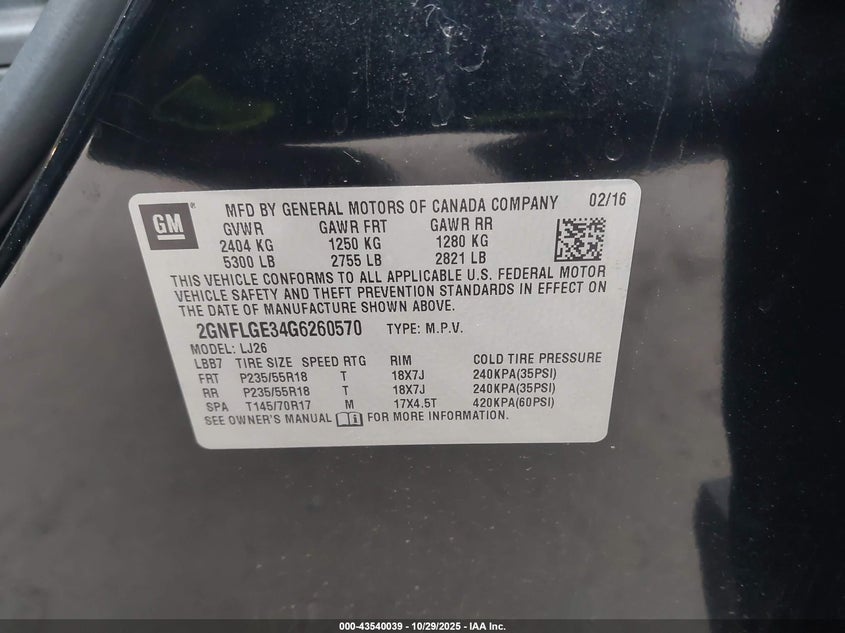 GM
MFD BY GENERAL MOTORS OF CANADA COMPANY 02/16
GVWR GAWR FRT GAWR RR
2404 KG 1250 KG 1280 KG
5300 LB 2755 LB 2821 LB
THIS VEHICLE CONFORMS TO ALL APPLICABLE U.S. FEDERAL MOTOR
VEHICLE SAFETY AND THEFT PREVENTION STANDARDS IN EFFECT ON
THE DATE OF MANUFACTURE SHOWN ABOVE.
2GNFLGE34G6260570 TYPE: M.P.V.
MODEL: LJ26
LBB7 TIRE SIZE SPEED RTG RIM COLD TIRE PRESSURE
FRT P235/55R18 T 18X7J 240KPA(35PSI)
RR P235/55R18 T 18X7J 240KPA(35PSI)
SPA T145/70R17 M 17X4.5T 420KPA(60PSI)
SEE OWNER'S MANUAL FOR MORE INFORMATION.
000-43540039 - 10/29/2025 - IAA Inc.